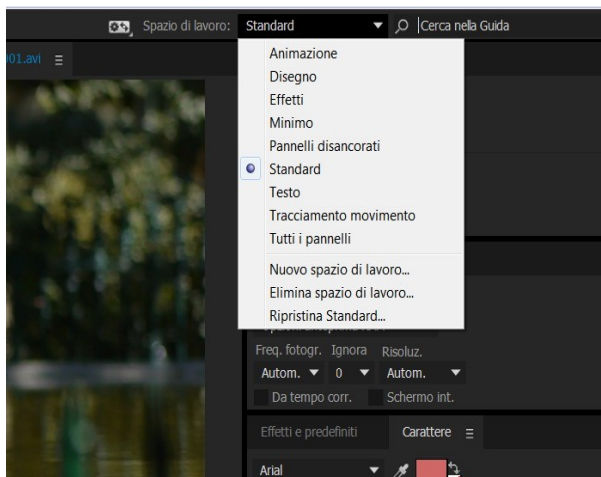 Spazio di lavoro: Standard Cerca nella Guida
01.avi
Animazione
Disegno
Effetti
Minimo
Pannelli disancorati
Standard
Testo
Tracciamento movimento
Tutti i pannelli
Nuovo spazio di lavoro...
Elimina spazio di lavoro...
Ripristina Standard...
Freq. fotogr. Ignora Risoluz.
Autom. 0 Autom.
Da tempo corr. Schermo int.
Effetti e predefiniti Carattere
Arial